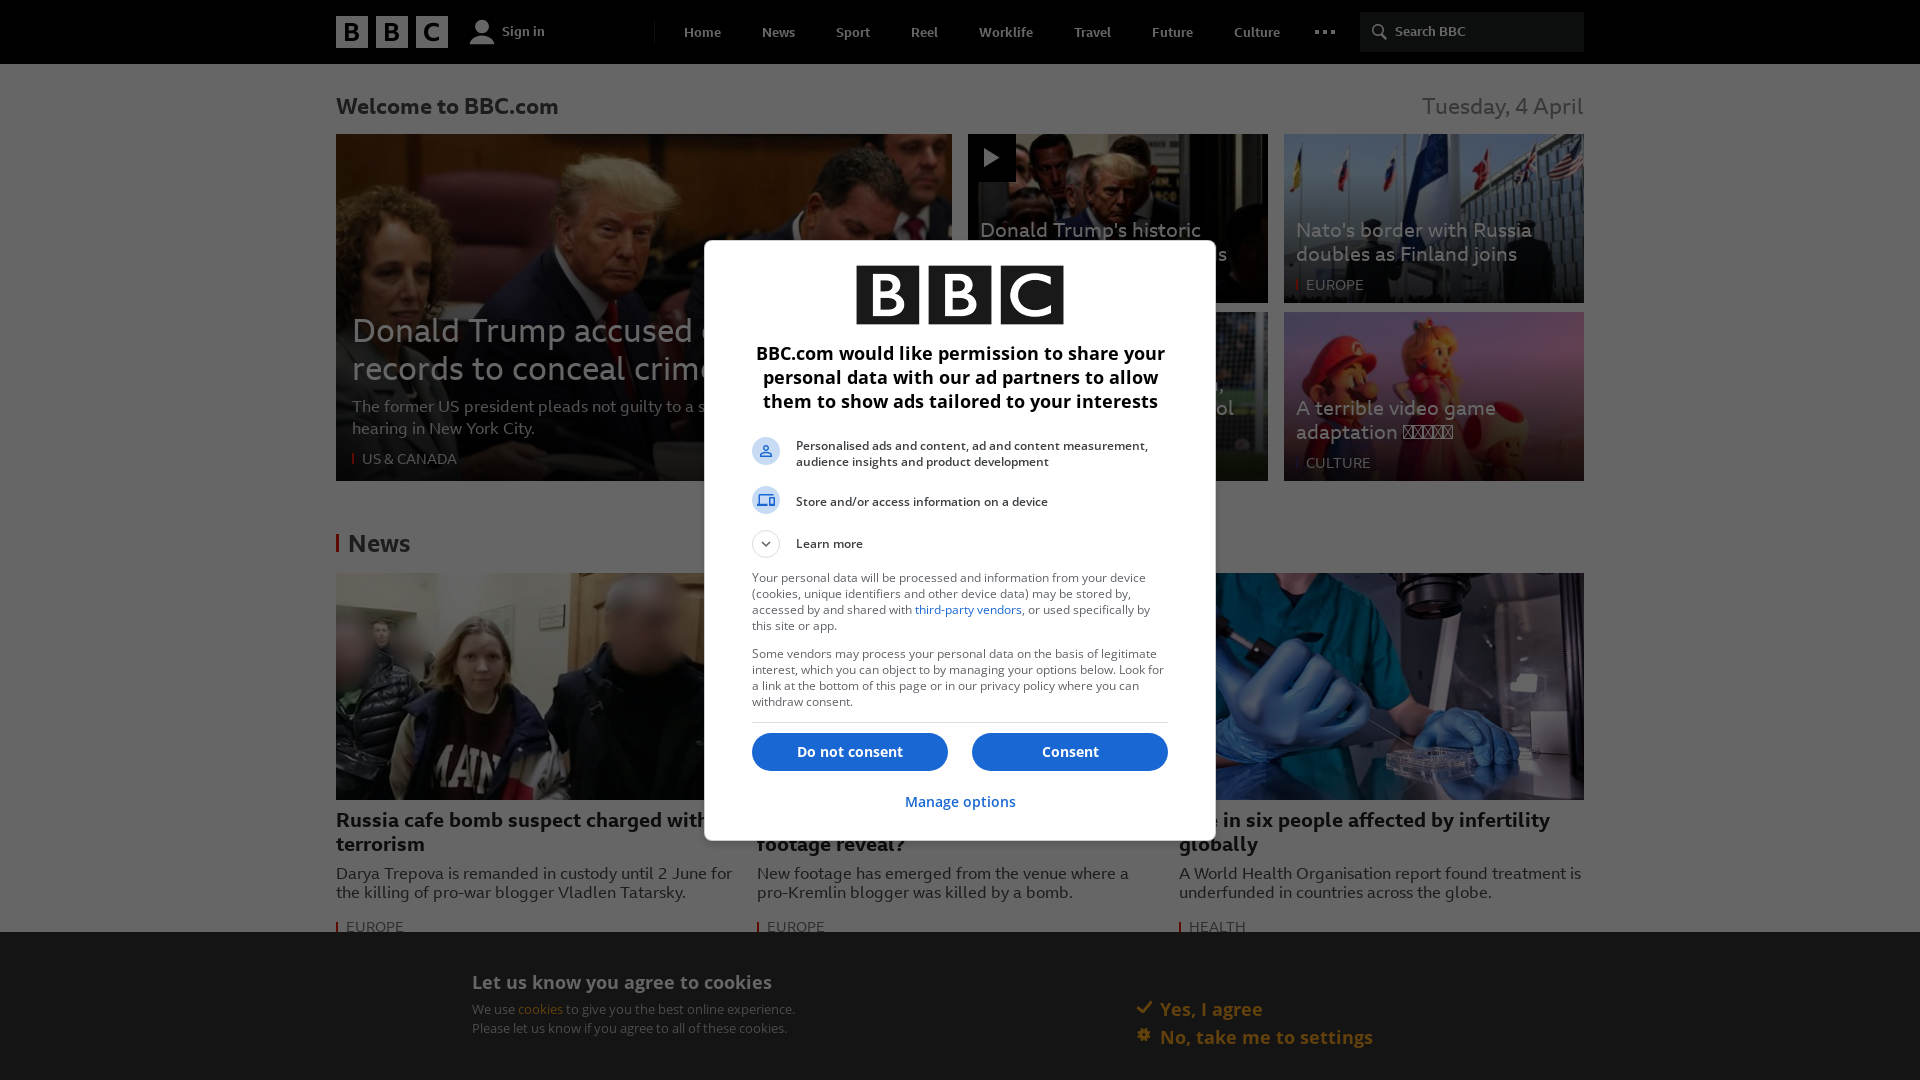 BBC
Sign in
Home
News
Sport
Reel
Worklife
Travel
Future
Culture
Search BBC
Welcome to BBC.com
Tuesday, 4 April
Donald Trump accused
records to conceal crime
The former US president pleads not guilty to a
hearing in New York City.
US & CANADA
Donald Trump's historic
Nato's border with Russia
doubles as Finland joins
EUROPE
A terrible video game
adaptation
CULTURE
BBC
BBC.com would like permission to share your
personal data with our ad partners to allow
them to show ads tailored to your interests
Personalised ads and content, ad and content measurement,
audience insights and product development
Store and/or access information on a device
Learn more
Your personal data will be processed and information from your device
(cookies, unique identifiers and other device data) may be stored by,
accessed by and shared with third-party vendors, or used specifically by
this site or app.
Some vendors may process your personal data on the basis of legitimate
interest, which you can object to by managing your options below. Look for
a link at the bottom of this page or in our privacy policy where you can
withdraw consent.
Do not consent
Consent
Manage options
News
Russia cafe bomb suspect charged with
terrorism
Darya Trepova is remanded in custody until 2 June for
the killing of pro-war blogger Vladlen Tatarsky.
EUROPE
footage reveal?
New footage has emerged from the venue where a
pro-Kremlin blogger was killed by a bomb.
EUROPE
in six people affected by infertility
globally
A World Health Organisation report found treatment is
underfunded in countries across the globe.
HEALTH
Let us know you agree to cookies
We use cookies to give you the best online experience.
Please let us know if you agree to all of these cookies.
Yes, I agree
No, take me to settings